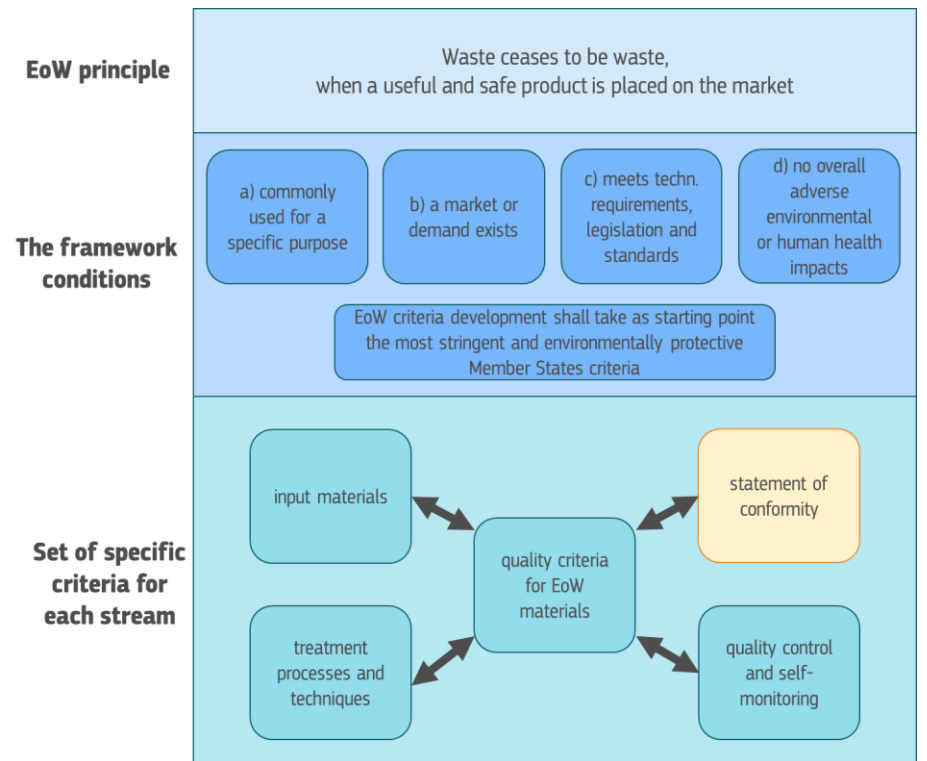 EoW principle
Waste ceases to be waste,
when a useful and safe product is placed on the market
The framework
conditions
a) commonly
used for a
specific purpose
b) a market or
demand exists
c) meets techn.
requirements,
legislation and
standards
d) no overall
adverse
environmental
or human health
impacts
EoW criteria development shall take as starting point
the most stringent and environmentally protective
Member States criteria
Set of specific
criteria for
each stream
input materials
statement of
conformity
quality criteria
for EoW
materials
treatment
processes and
techniques
quality control
and self-
monitoring